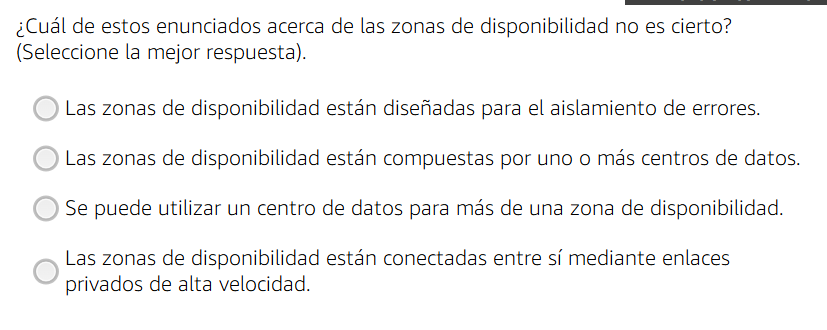 ¿Cuál de estos enunciados acerca de las zonas de disponibilidad no es cierto?
(Seleccione la mejor respuesta).
Las zonas de disponibilidad están diseñadas para el aislamiento de errores.
Las zonas de disponibilidad están compuestas por uno o más centros de datos.
Se puede utilizar un centro de datos para más de una zona de disponibilidad.
Las zonas de disponibilidad están conectadas entre sí mediante enlaces
privados de alta velocidad.